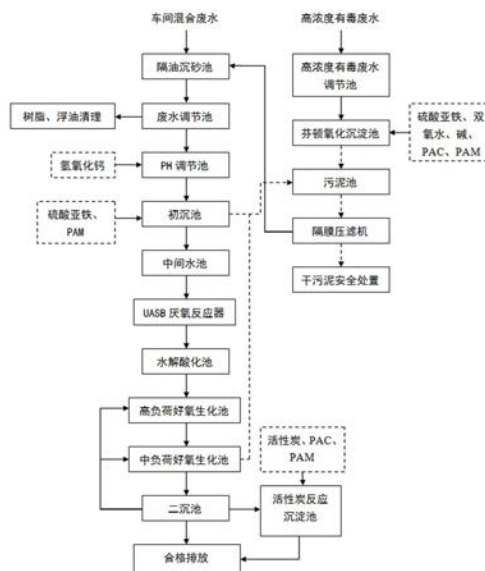 车间混合废水
高浓度有毒废水
隔油沉砂池
高浓度有毒废水
调节池
树脂、浮油清理
废水调节池
芬顿氧化沉淀池
硫酸亚铁、双
氧水、碱、
PAC、PAM
氢氧化钙
PH 调节池
污泥池
硫酸亚铁、
PAM
初沉池
隔膜压滤机
中间水池
干污泥安全处置
UASB 厌氧反应器
水解酸化池
高负荷好氧生化池
活性炭、PAC、
PAM
中负荷好氧生化池
二沉池
活性炭反应
沉淀池
合格排放